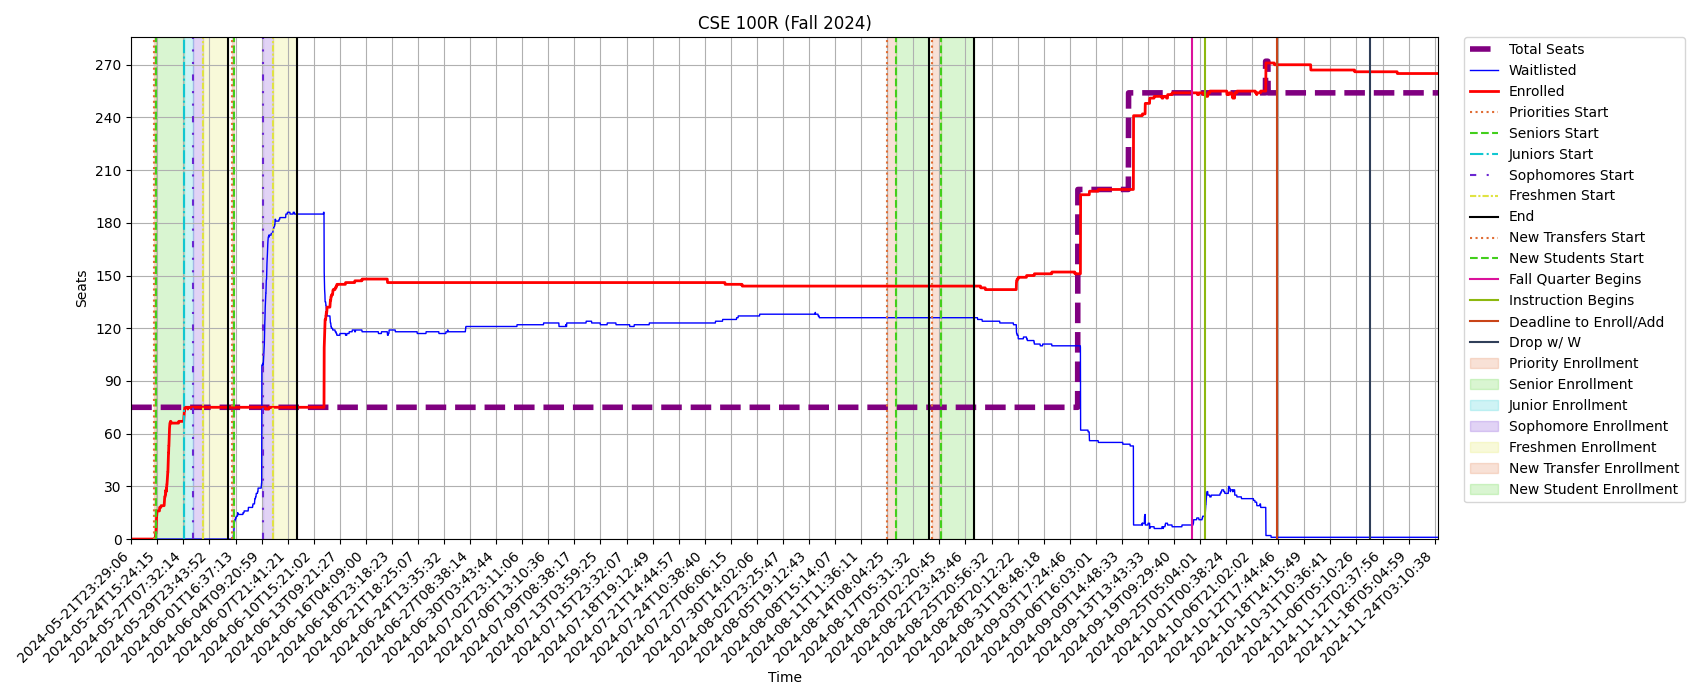 CSE 100R (Fall 2024)
Seats
270
240
210
180
150
120
90
60
30
0
2024-05-21T23:29:06
2024-05-24T15:24:15
2024-05-27T07:32:14
2024-05-29T23:43:52
2024-06-01T16:37:13
2024-06-04T09:20:59
2024-06-07T21:41:21
2024-06-10T15:21:02
2024-06-13T09:21:27
2024-06-16T04:09:00
2024-06-18T23:18:23
2024-06-21T18:25:07
2024-06-24T13:35:32
2024-06-27T08:38:14
2024-06-30T03:43:44
2024-07-02T23:11:06
2024-07-06T13:10:36
2024-07-09T08:38:17
2024-07-13T03:59:25
2024-07-15T23:32:07
2024-07-18T19:12:49
2024-07-21T14:44:57
2024-07-24T10:38:40
2024-07-27T06:06:15
2024-07-30T14:02:06
2024-08-02T09:25:47
2024-08-05T19:12:43
2024-08-08T15:14:07
2024-08-11T11:36:11
2024-08-14T08:04:25
2024-08-17T05:31:32
2024-08-20T02:20:45
2024-08-22T23:43:46
2024-08-25T20:56:32
2024-08-28T20:12:22
2024-08-31T18:48:18
2024-09-03T17:24:46
2024-09-06T16:03:01
2024-09-09T14:48:33
2024-09-13T13:43:33
2024-09-19T09:29:40
2024-09-25T05:04:01
2024-10-01T00:38:24
2024-10-06T21:02:02
2024-10-12T17:44:46
2024-10-18T14:15:49
2024-10-31T10:36:41
2024-11-06T05:10:26
2024-11-12T02:37:56
2024-11-18T05:04:59
2024-11-24T03:10:38
Time
Total Seats
Waitlisted
Enrolled
Priorities Start
Seniors Start
Juniors Start
Sophomores Start
Freshmen Start
End
New Transfers Start
New Students Start
Fall Quarter Begins
Instruction Begins
Deadline to Enroll/Add
Drop w/ W
Priority Enrollment
Senior Enrollment
Junior Enrollment
Sophomore Enrollment
Freshmen Enrollment
New Transfer Enrollment
New Student Enrollment